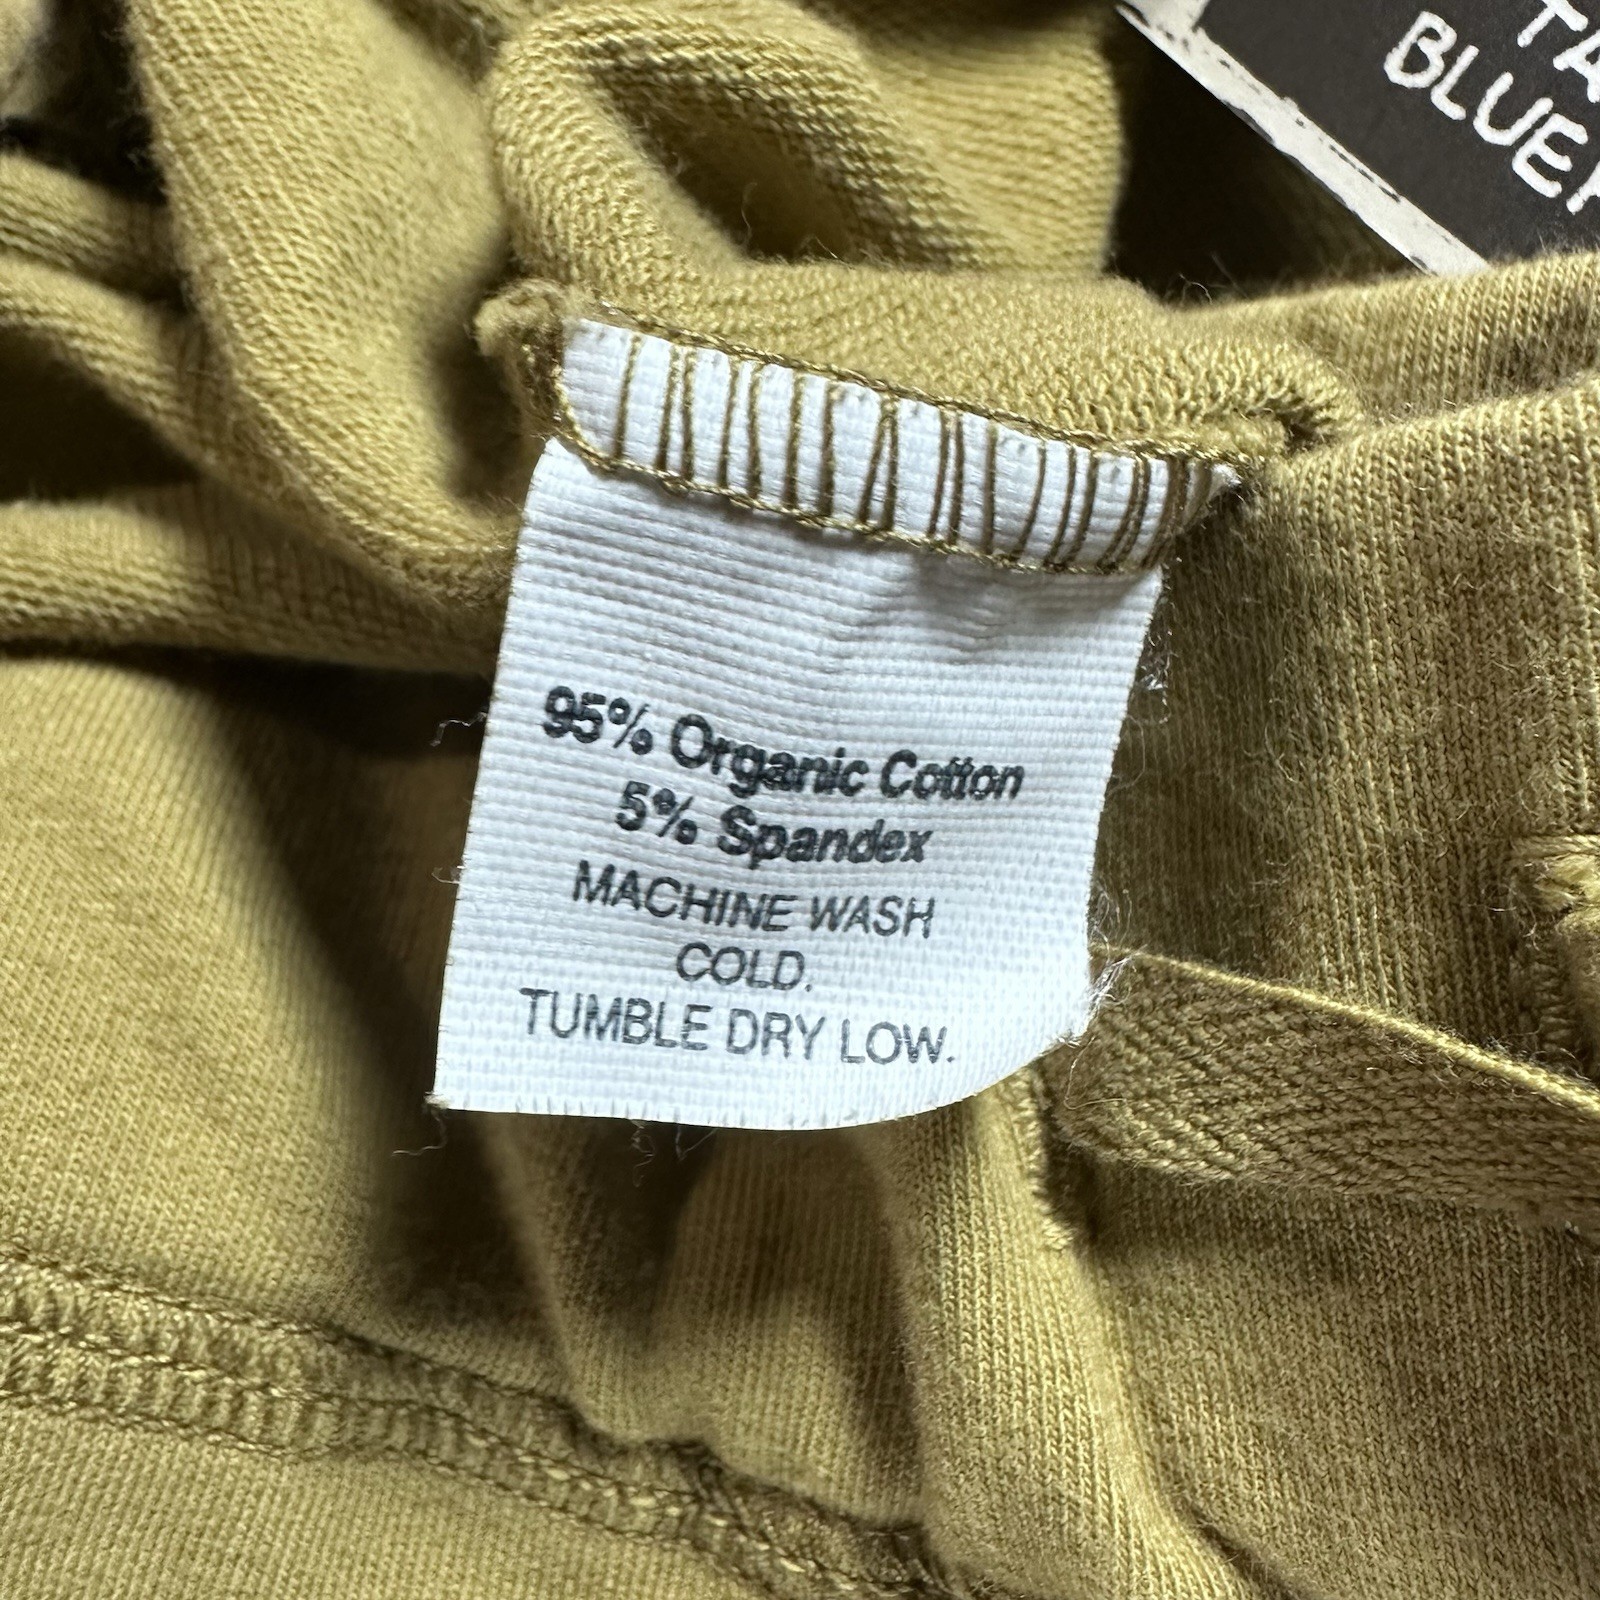 95% Organic Cotton
5% Spandex
MACHINE WASH
COLD.
TUMBLE DRY LOW.